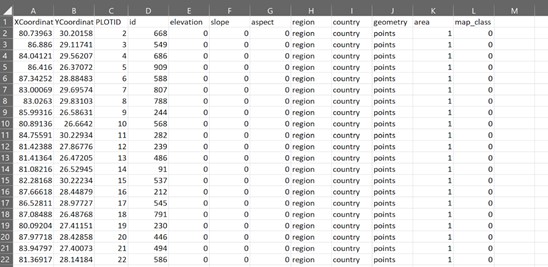 A B C D E F G H I J K L M
1 XCoordinat YCoordinat PLOTID id elevation slope aspect region country geometry area map_class
2 80.73963 30.20158 2 668 0 0 0 region country points 1 0
3 86.886 29.11741 3 549 0 0 0 region country points 1 0
4 84.04121 29.56207 4 686 0 0 0 region country points 1 0
5 86.416 26.37072 5 909 0 0 0 region country points 1 0
6 87.34252 28.88483 6 588 0 0 0 region country points 1 0
7 83.00069 29.69574 7 807 0 0 0 region country points 1 0
8 83.0263 29.83103 8 788 0 0 0 region country points 1 0
9 85.99316 26.58631 9 244 0 0 0 region country points 1 0
10 80.89136 26.6642 10 568 0 0 0 region country points 1 0
11 84.75591 30.22934 11 282 0 0 0 region country points 1 0
12 81.42388 27.86776 12 239 0 0 0 region country points 1 0
13 81.41364 26.47205 13 486 0 0 0 region country points 1 0
14 81.08216 26.52945 14 91 0 0 0 region country points 1 0
15 82.28168 30.22234 15 537 0 0 0 region country points 1 0
16 87.66618 28.44879 16 212 0 0 0 region country points 1 0
17 86.52811 28.97727 17 545 0 0 0 region country points 1 0
18 87.08488 26.48768 18 791 0 0 0 region country points 1 0
19 80.09204 27.41151 19 230 0 0 0 region country points 1 0
20 87.97718 28.42858 20 446 0 0 0 region country points 1 0
21 83.94797 27.40073 21 494 0 0 0 region country points 1 0
22 81.36917 28.14184 22 586 0 0 0 region country points 1 0